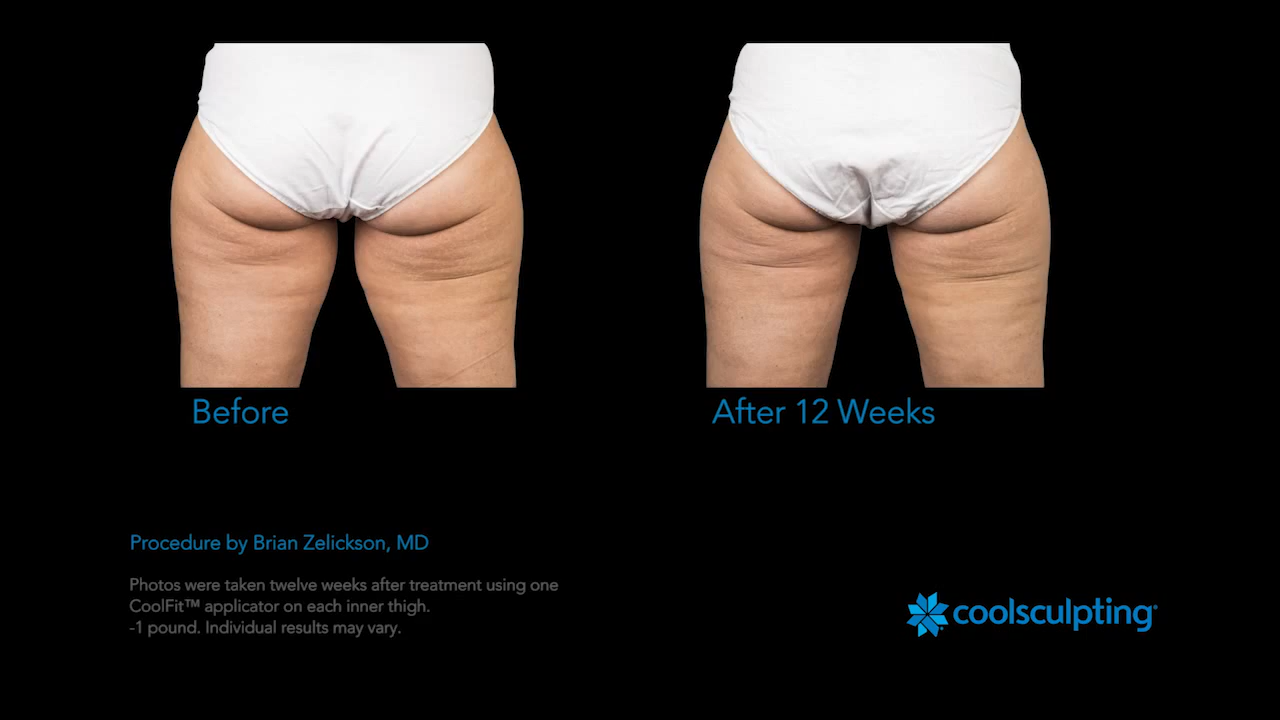 Before
After 12 Weeks
Procedure by Brian Zelickson, MD
Photos were taken twelve weeks after treatment using one
CoolFit™ applicator on each inner thigh.
-1 pound. Individual results may vary.
coolsculpting®